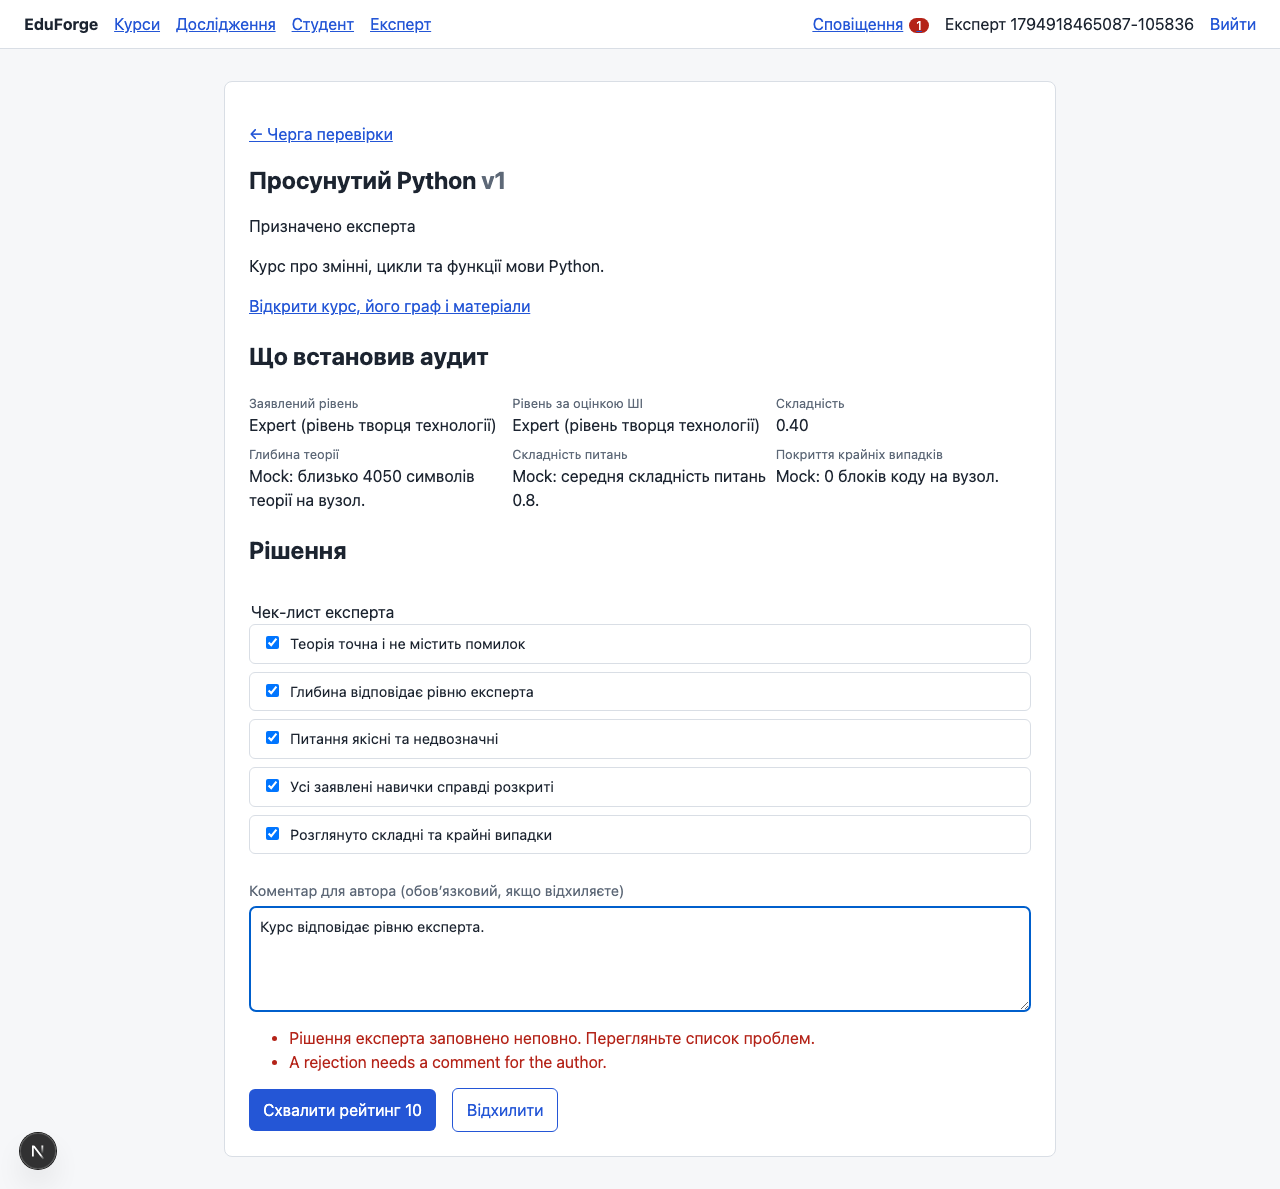 EduForge Курси Дослідження Студент Експерт Сповіщення 1 Експерт 1794918465087-105836 Вийти
← Черга перевірки
Просунутий Python v1
Призначено експерта
Курс про змінні, цикли та функції мови Python.
Відкрити курс, його граф і матеріали
Що встановив аудит
Заявлений рівень Рівень за оцінкою ШІ Складність
Expert (рівень творця технології) Expert (рівень творця технології) 0.40
Глибина теорії Складність питань Покриття крайніх випадків
Mock: близько 4050 символів Mock: середня складність питань Mock: 0 блоків коду на вузол.
теорії на вузол. 0.8.
Рішення
Чек-лист експерта
Теорія точна і не містить помилок
Глибина відповідає рівню експерта
Питання якісні та недвозначні
Усі заявлені навички справді розкриті
Розглянуто складні та крайні випадки
Коментар для автора (обов’язковий, якщо відхиляєте)
Курс відповідає рівню експерта.
• Рішення експерта заповнено неповно. Перегляньте список проблем.
• A rejection needs a comment for the author.
Схвалити рейтинг 10 Відхилити
N